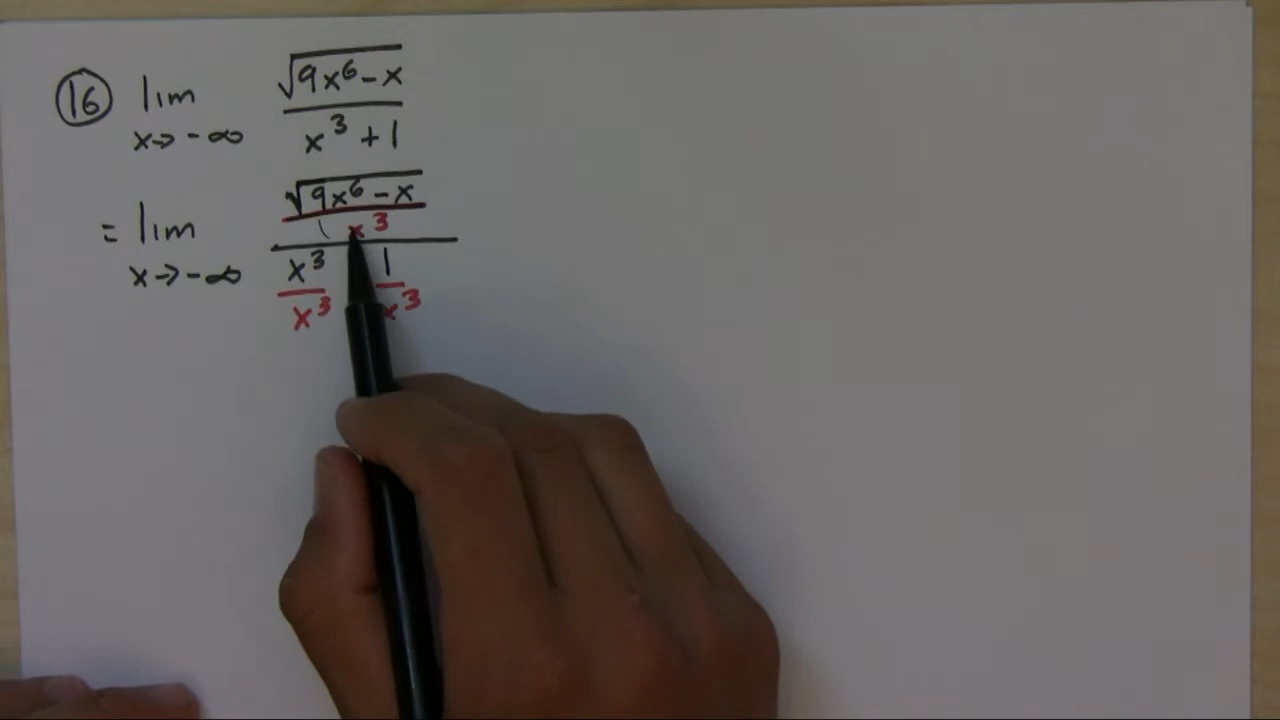 16 lim √(9x⁶ - x)
x→-∞ x³ + 1
= lim √(9x⁶ - x)
x³
x→-∞ x³ 1
x³ x³